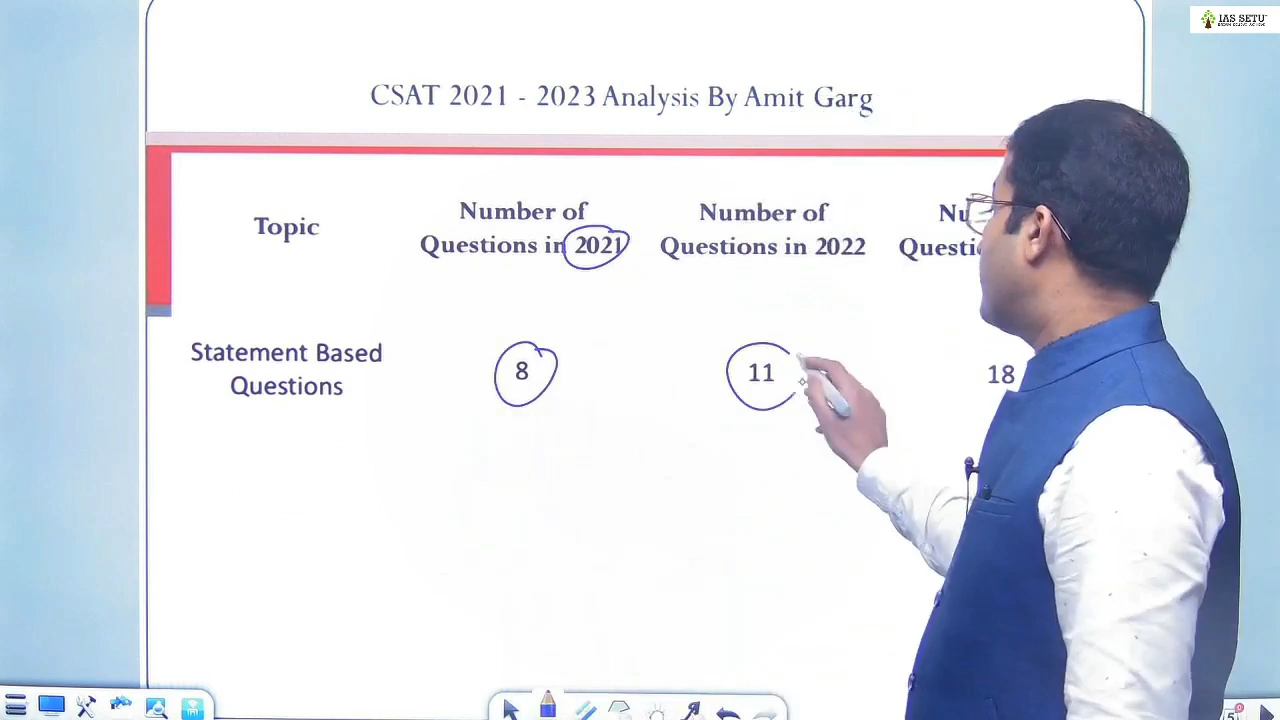 IAS SETU
CSAT 2021 - 2023 Analysis By Amit Garg
Topic
Number of
Questions in 2021
Number of
Questions in 2022
Statement Based
Questions
8
11
18